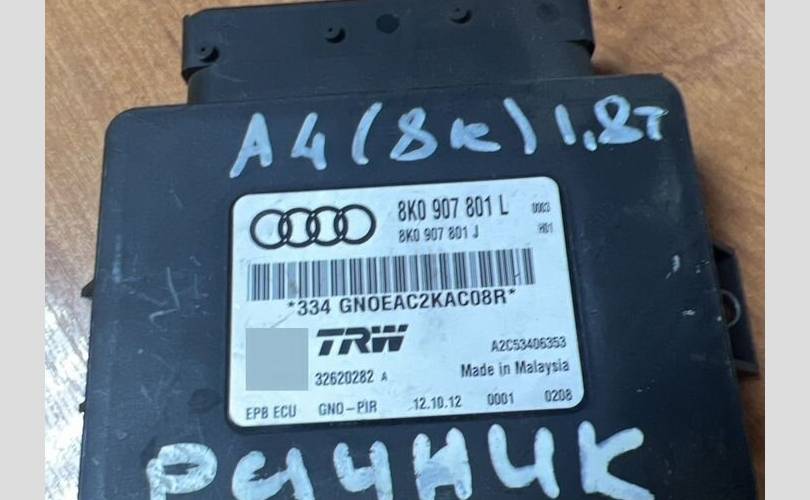 A4 (8к) 1,8т
8K0 907 801 L 0003
8K0 907 801 J H01
*334 GNOEAC2KAC08R*
TRW
A2C53406353
32620282 A
Made in Malaysia
EPB ECU GNO-PIR 12.10.12 0001 0208
РУЧНИК